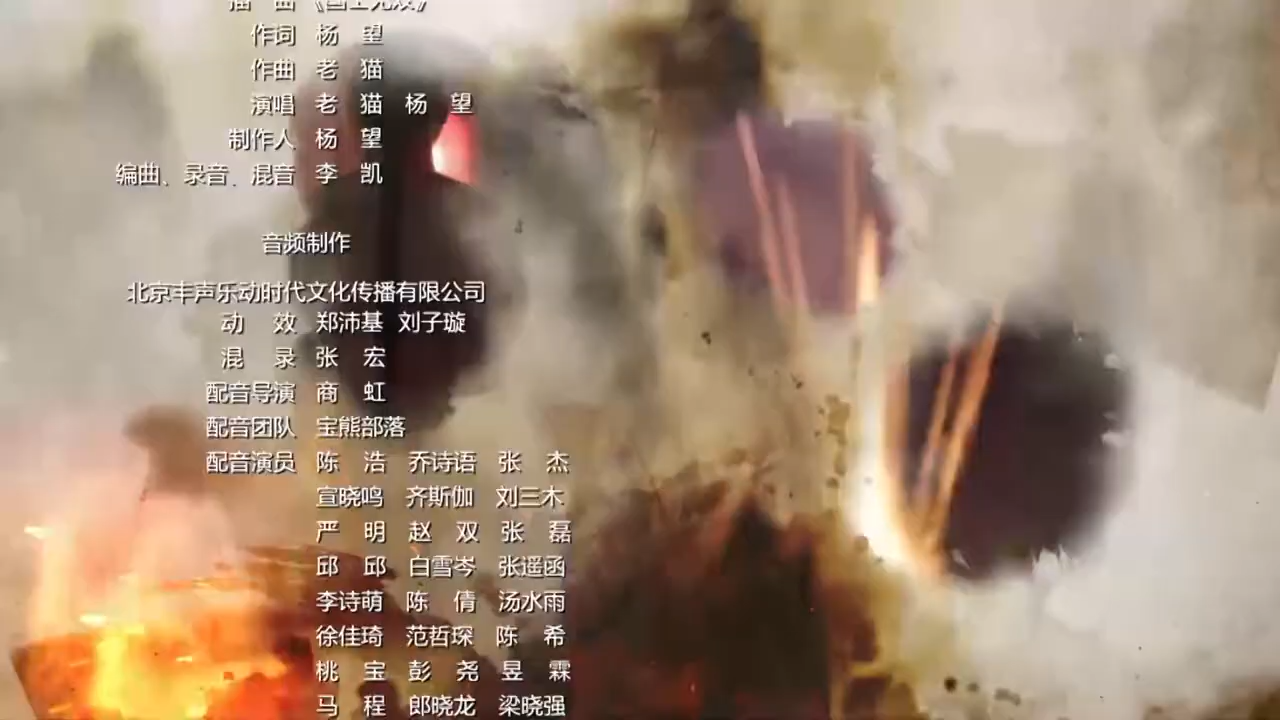 插 曲 《国士无双》
作词 杨 望
作曲 老 猫
演唱 老 猫 杨 望
制作人 杨 望
编曲、录音、混音 李 凯
音频制作
北京丰声乐动时代文化传播有限公司
动 效 郑沛基 刘子璇
混 录 张 宏
配音导演 商 虹
配音团队 宝熊部落
配音演员 陈 浩 乔诗语 张 杰
宣晓鸣 齐斯伽 刘三木
严 明 赵 双 张 磊
邱 邱 白雪岑 张遥函
李诗萌 陈 倩 汤水雨
徐佳琦 范哲琛 陈 希
桃 宝 彭 尧 昱 霖
马 程 郎晓龙 梁晓强